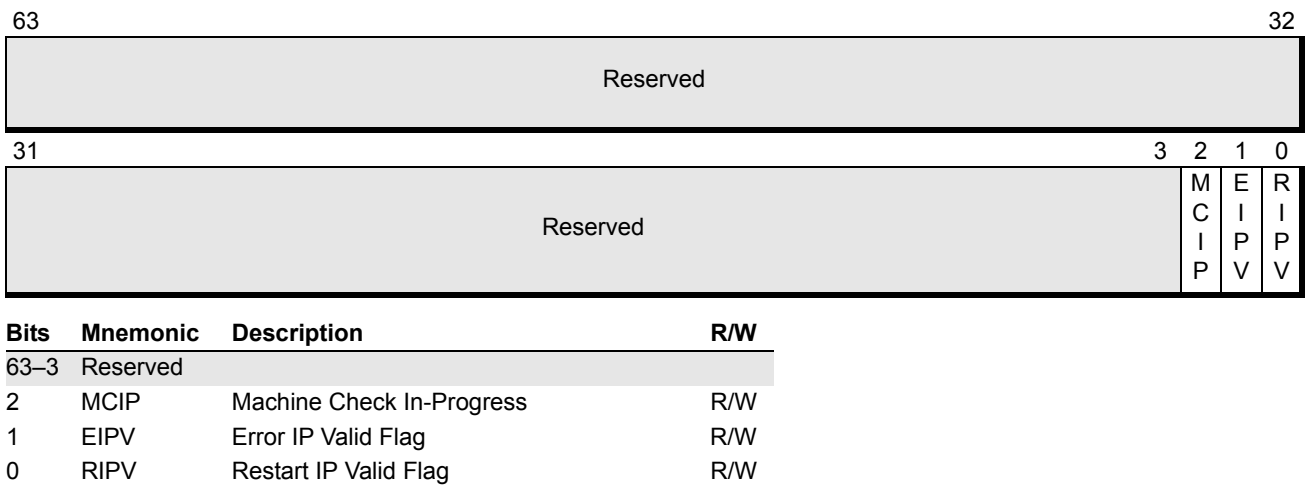 63 32
Reserved
31 3 2 1 0
Reserved
M E R
C I I
I P P
P V V
Bits Mnemonic Description R/W
63–3 Reserved
2 MCIP Machine Check In-Progress R/W
1 EIPV Error IP Valid Flag R/W
0 RIPV Restart IP Valid Flag R/W